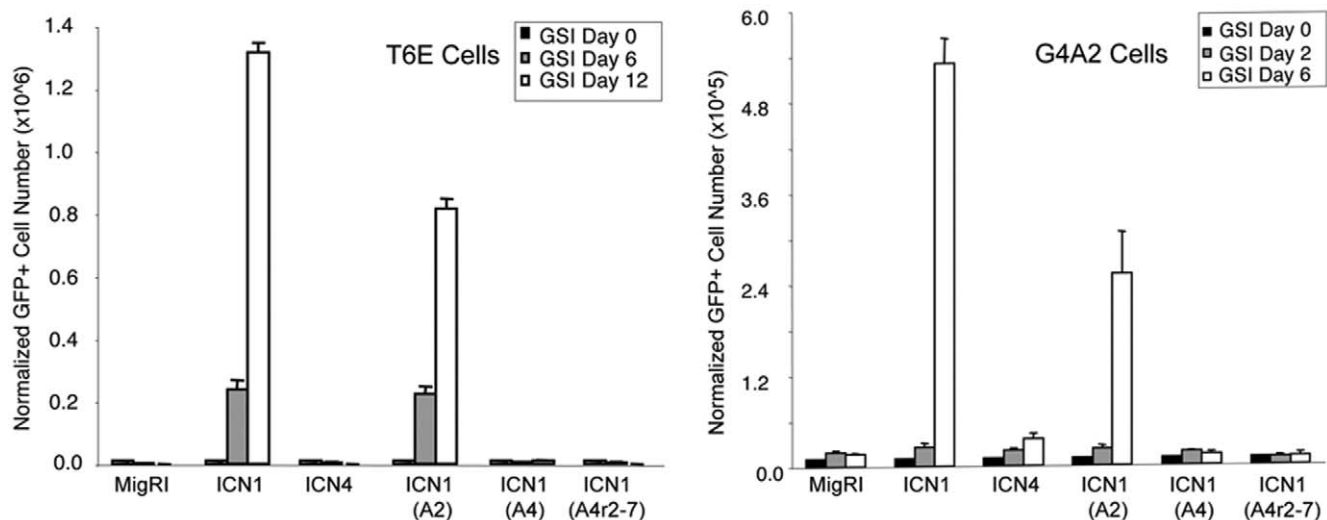 T6E Cells
GSI Day 0
GSI Day 6
GSI Day 12
Normalized GFP+ Cell Number (x10^6)
1.4
1.2
1.0
0.8
0.6
0.4
0.2
0.0
MigRI
ICN1
ICN4
ICN1
(A2)
ICN1
(A4)
ICN1
(A4r2-7)
G4A2 Cells
GSI Day 0
GSI Day 2
GSI Day 6
Normalized GFP+ Cell Number (x10^5)
6.0
4.8
3.6
2.4
1.2
0.0
MigRI
ICN1
ICN4
ICN1
(A2)
ICN1
(A4)
ICN1
(A4r2-7)